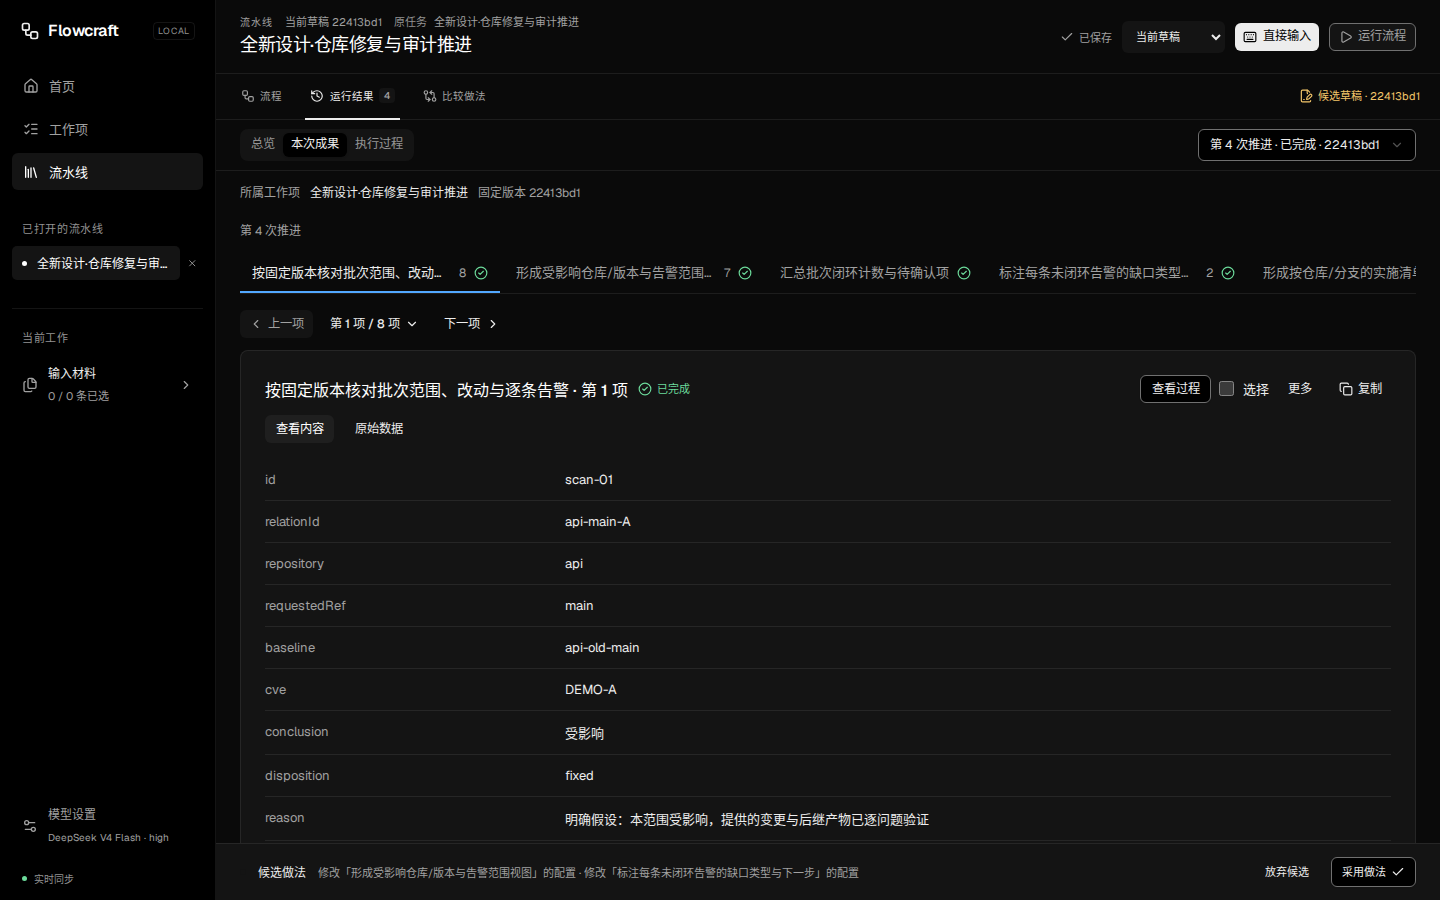 Flowcraft LOCAL
首页
工作项
流水线
已打开的流水线
全新设计·仓库修复与审...
当前工作
输入材料
0 / 0 条已选
模型设置
DeepSeek V4 Flash · high
实时同步
流水线 当前草稿 22413bd1 原任务 全新设计·仓库修复与审计推进
全新设计·仓库修复与审计推进
已保存 当前草稿 直接输入 运行流程
流程 运行结果 4 比较做法 候选草稿 · 22413bd1
总览 本次成果 执行过程 第 4 次推进 · 已完成 · 22413bd1
所属工作项 全新设计·仓库修复与审计推进 固定版本 22413bd1
第 4 次推进
按固定版本核对批次范围、改动... 8 形成受影响仓库/版本与告警范围... 7 汇总批次闭环计数与待确认项 标注每条未闭环告警的缺口类型... 2 形成按仓库/分支的实施清
上一项 第 1 项 / 8 项 下一项
按固定版本核对批次范围、改动与逐条告警 · 第 1 项 已完成 查看过程 选择 更多 复制
查看内容 原始数据
id scan-01
relationId api-main-A
repository api
requestedRef main
baseline api-old-main
cve DEMO-A
conclusion 受影响
disposition fixed
reason 明确假设：本范围受影响，提供的变更与后继产物已逐问题验证
候选做法 修改「形成受影响仓库/版本与告警范围视图」的配置 · 修改「标注每条未闭环告警的缺口类型与下一步」的配置 放弃候选 采用做法